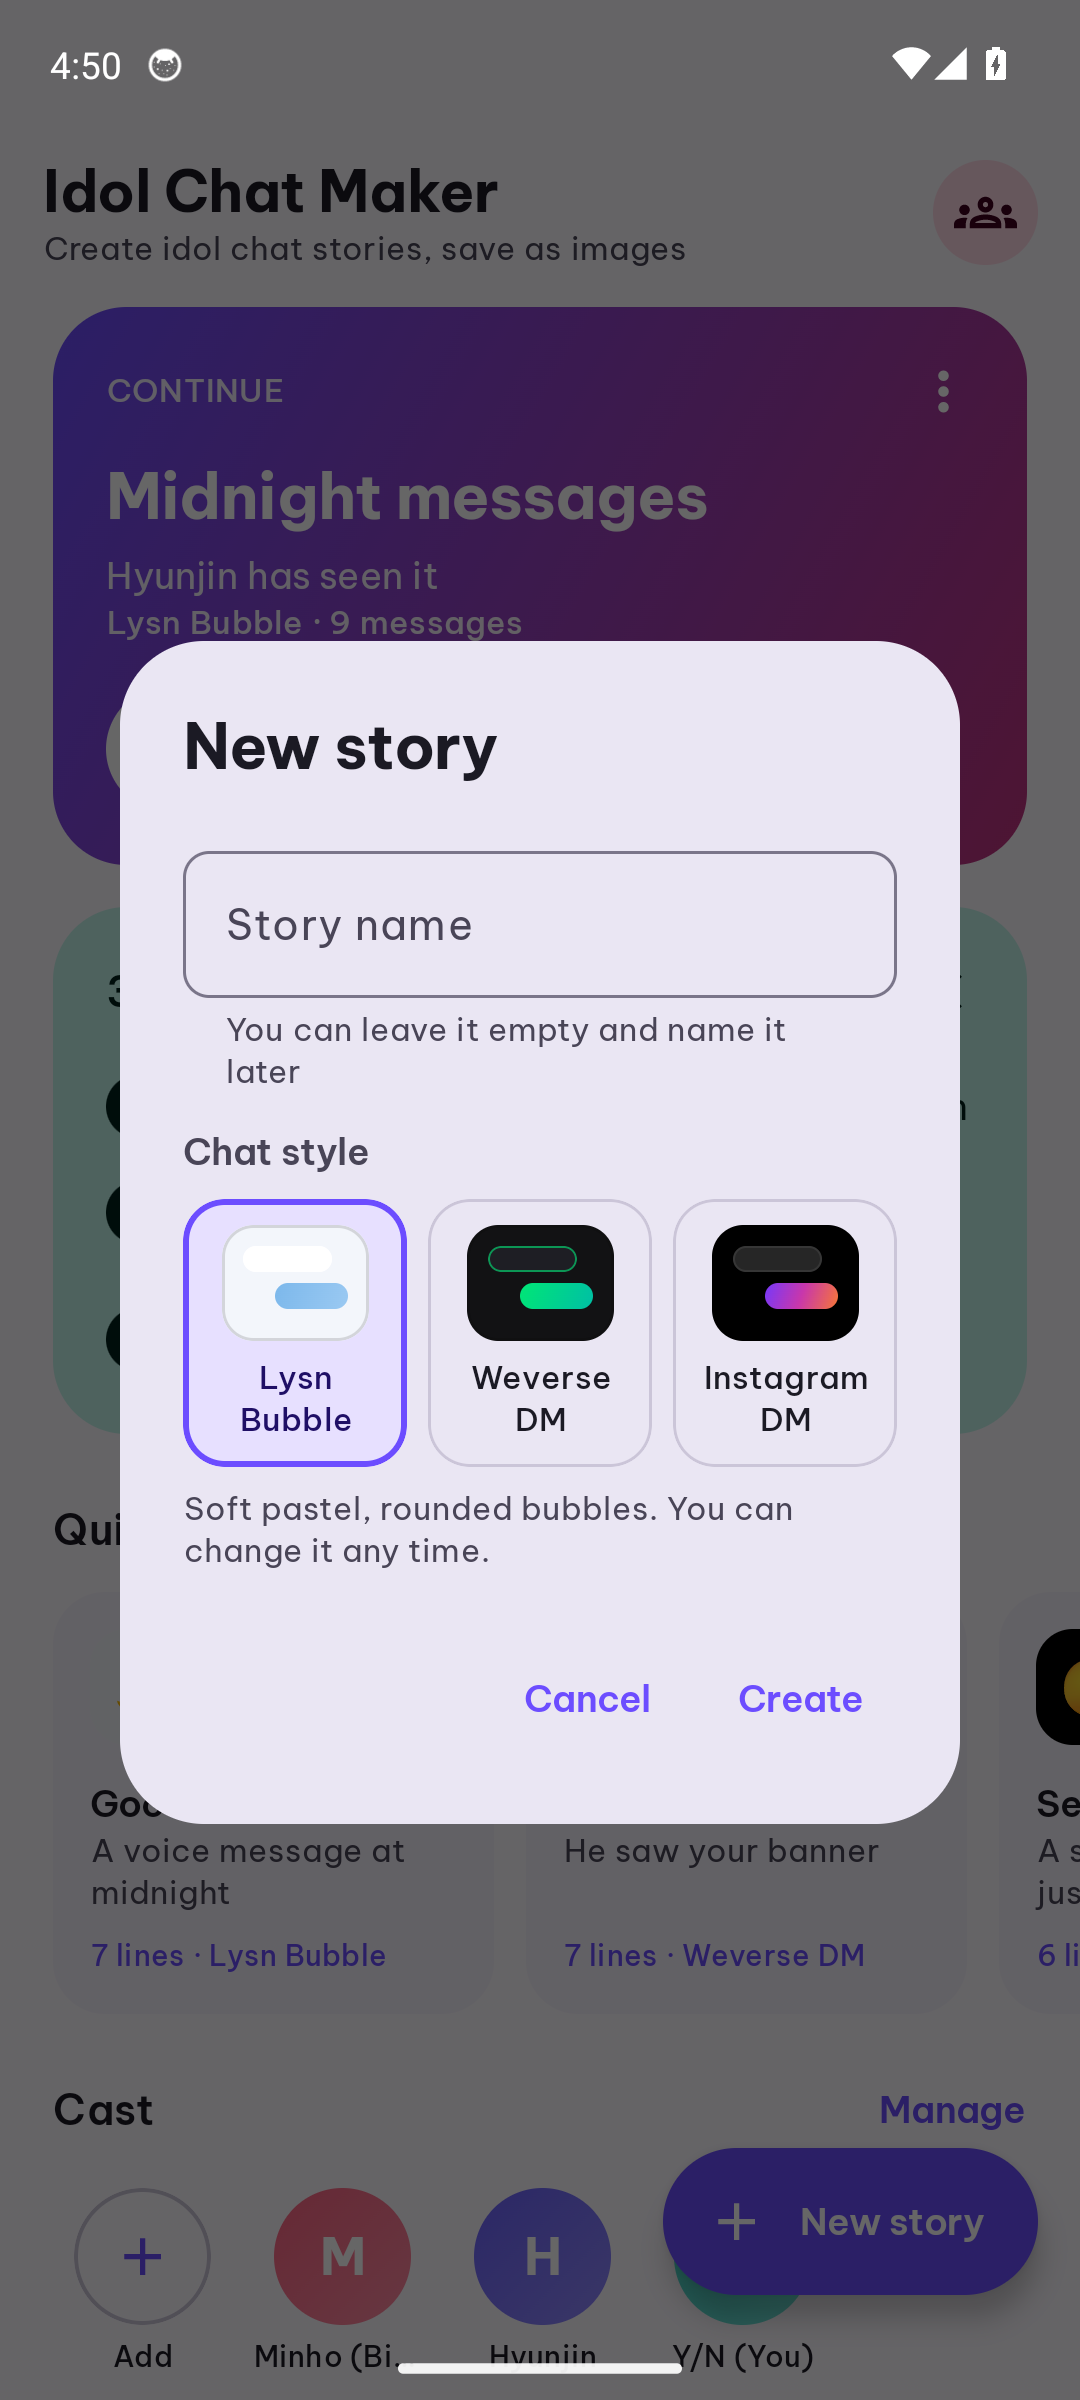 4:50
Idol Chat Maker
Create idol chat stories, save as images
CONTINUE
Midnight messages
Hyunjin has seen it
Lysn Bubble · 9 messages
New story
Story name
You can leave it empty and name it
later
Chat style
Lysn
Bubble
Weverse
DM
Instagram
DM
Soft pastel, rounded bubbles. You can
change it any time.
Cancel
Create
A voice message at
midnight
7 lines · Lysn Bubble
He saw your banner
7 lines · Weverse DM
Cast
Manage
New story
M
H
Add
Minho (Bi...
Hyunjin
Y/N (You)